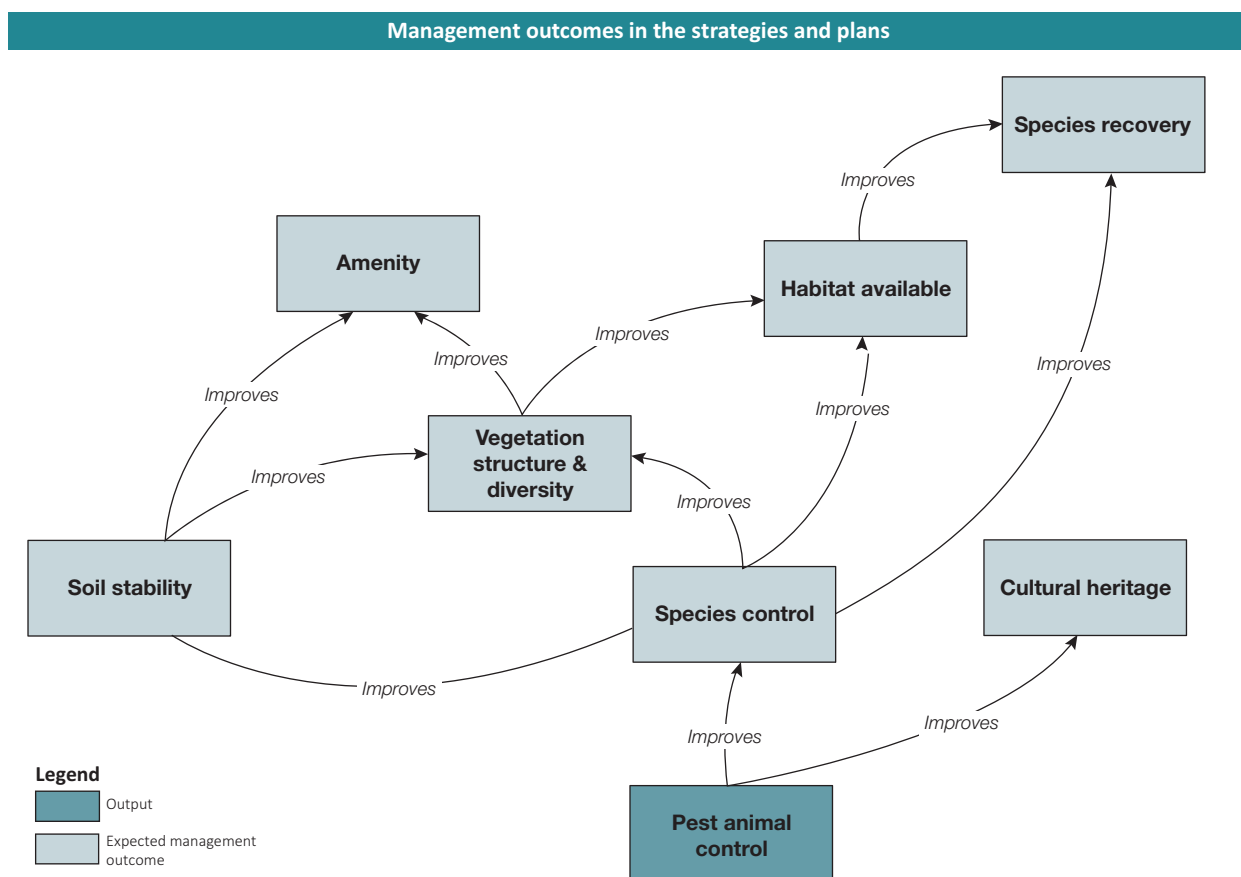 Management outcomes in the strategies and plans
Species recovery
Improves
Amenity
Habitat available
Improves
Improves
Improves
Improves
Improves
Vegetation
structure &
diversity
Improves
Improves
Soil stability
Species control
Cultural heritage
Improves
Improves
Improves
Legend
Output
Expected management
outcome
Pest animal
control